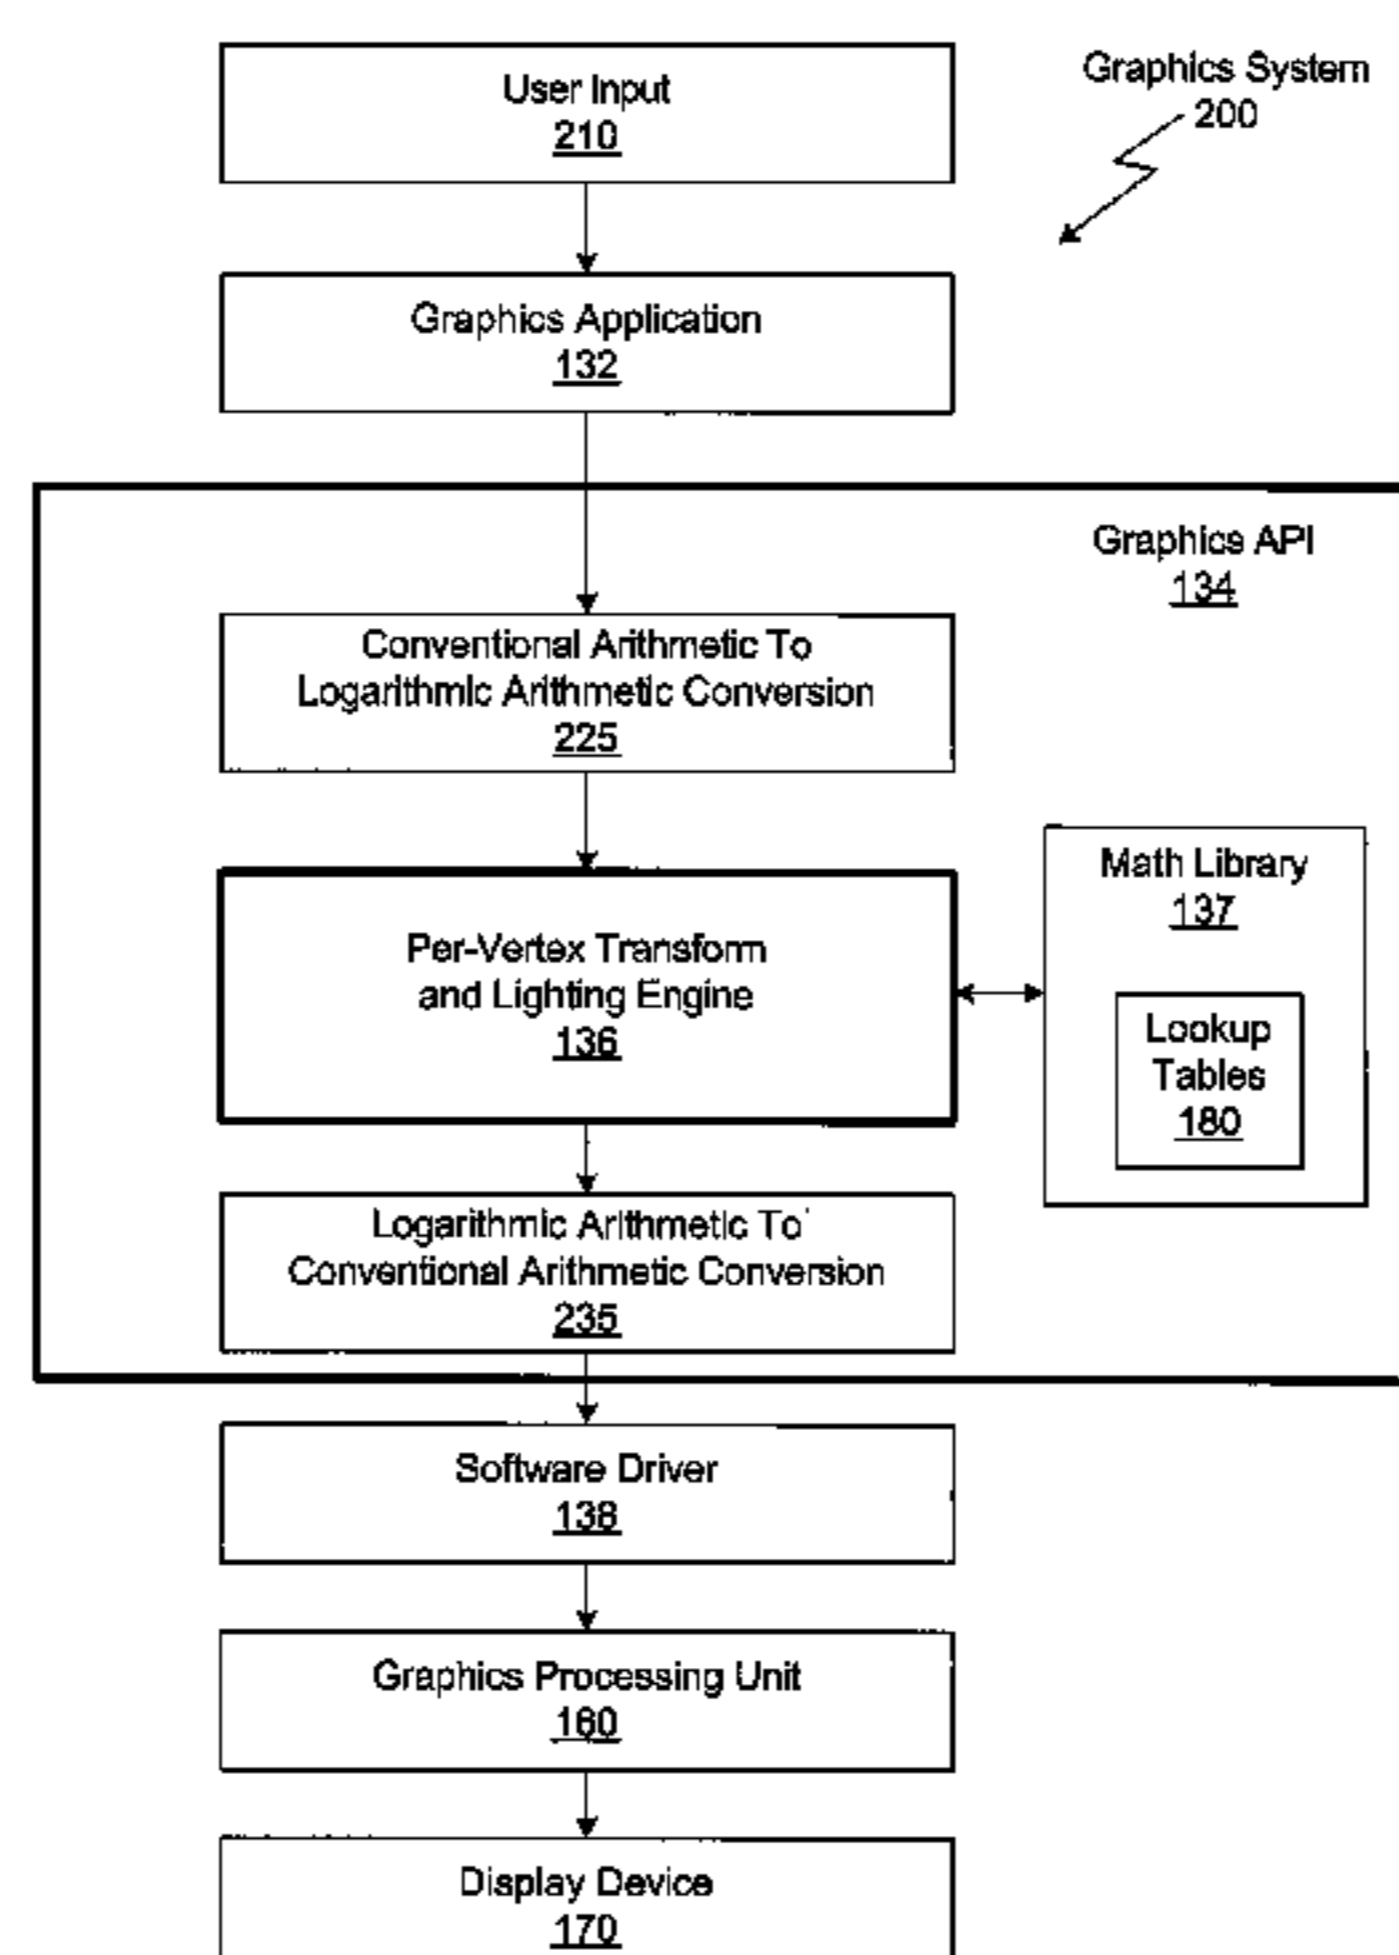 User Input
210
Graphics System
200
Graphics Application
132
Graphics API
134
Conventional Arithmetic To
Logarithmic Arithmetic Conversion
225
Per-Vertex Transform
and Lighting Engine
136
Math Library
137
Lookup
Tables
180
Logarithmic Arithmetic To
Conventional Arithmetic Conversion
235
Software Driver
138
Graphics Processing Unit
160
Display Device
170